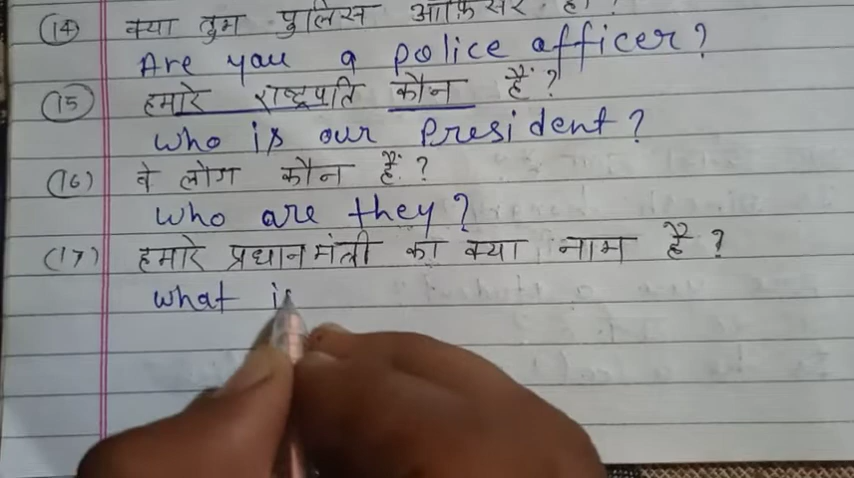 (14) क्या तुम पुलिस ऑफ़िसर हो?
Are you a police officer?
(15) हमारे राष्ट्रपति कौन हैं?
Who is our President?
(16) वे लोग कौन हैं?
Who are they?
(17) हमारे प्रधानमंत्री का क्या नाम है?
What is